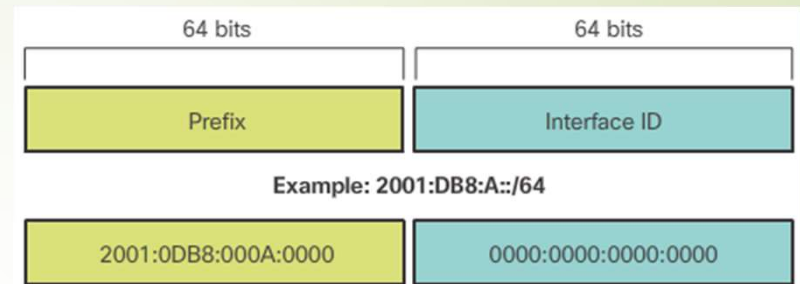 64 bits 64 bits
Prefix Interface ID
Example: 2001:DB8:A::/64
2001:0DB8:000A:0000 0000:0000:0000:0000